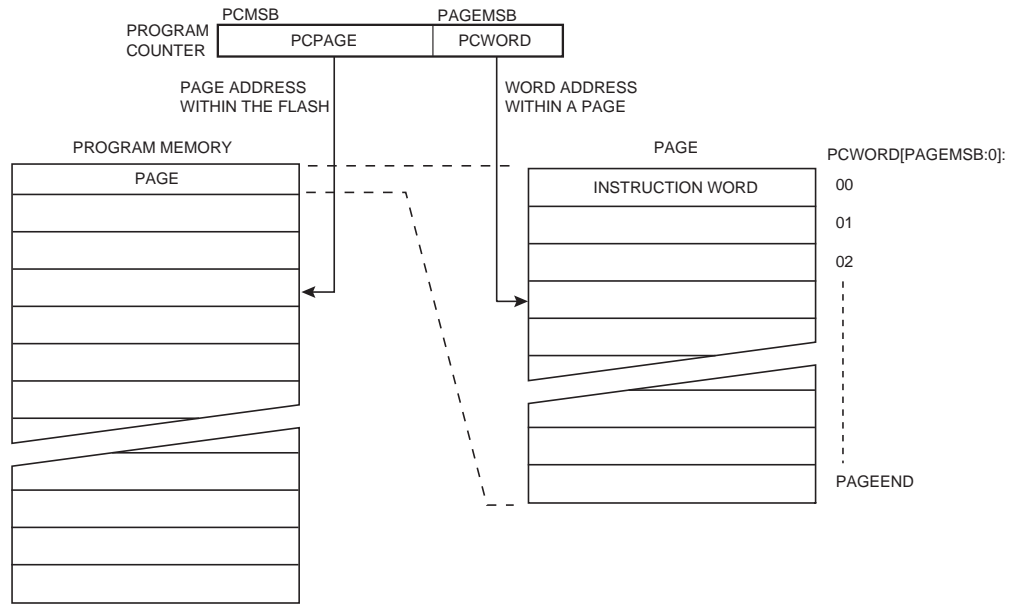 PCMSB
PAGEMSB
PROGRAM
COUNTER
PCPAGE
PCWORD
PAGE ADDRESS
WITHIN THE FLASH
WORD ADDRESS
WITHIN A PAGE
PROGRAM MEMORY
PAGE
PAGE
INSTRUCTION WORD
PCWORD[PAGEMSB:0]:
00
01
02
PAGEEND